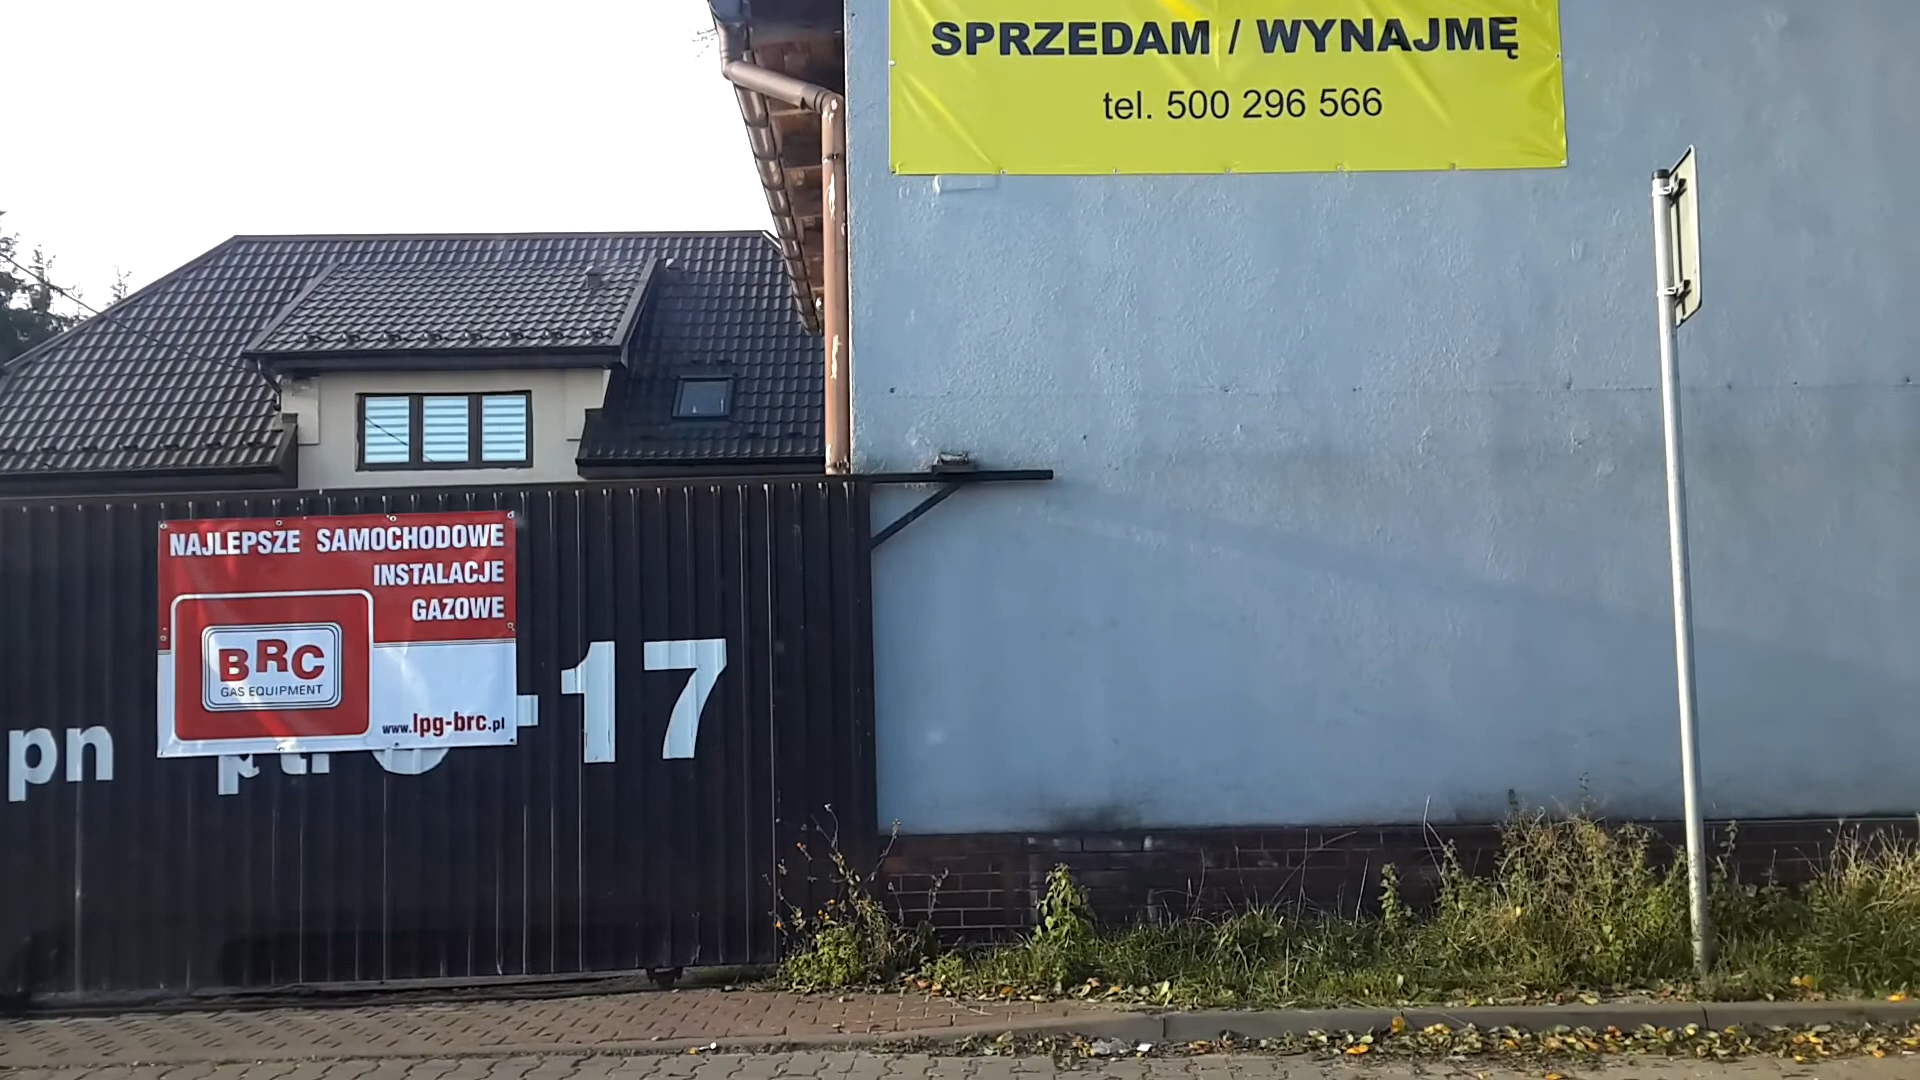 SPRZEDAM / WYNAJMĘ
tel. 500 296 566
NAJLEPSZE SAMOCHODOWE
INSTALACJE
GAZOWE
BRC
GAS EQUIPMENT
www.lpg-brc.pl
pn
-17